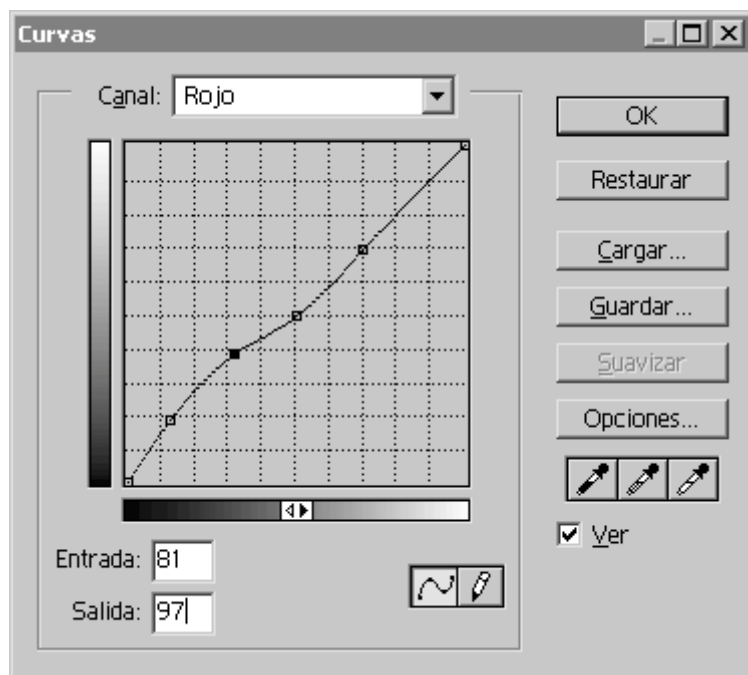 Curvas
Canal: Rojo
OK
Restaurar
Cargar...
Guardar...
Suavizar
Opciones...
Ver
Entrada: 81
Salida: 97